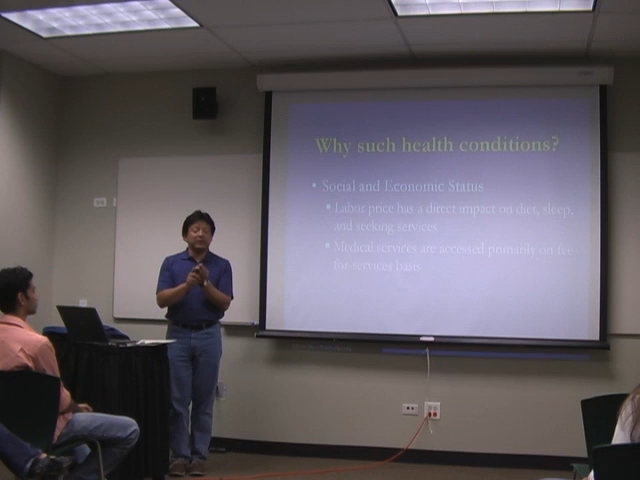 Why such health conditions?
• Social and Economic Status
• Labor price has a direct impact on diet, sleep,
and seeking services
• Medical services are accessed primarily on fee
for-services basis